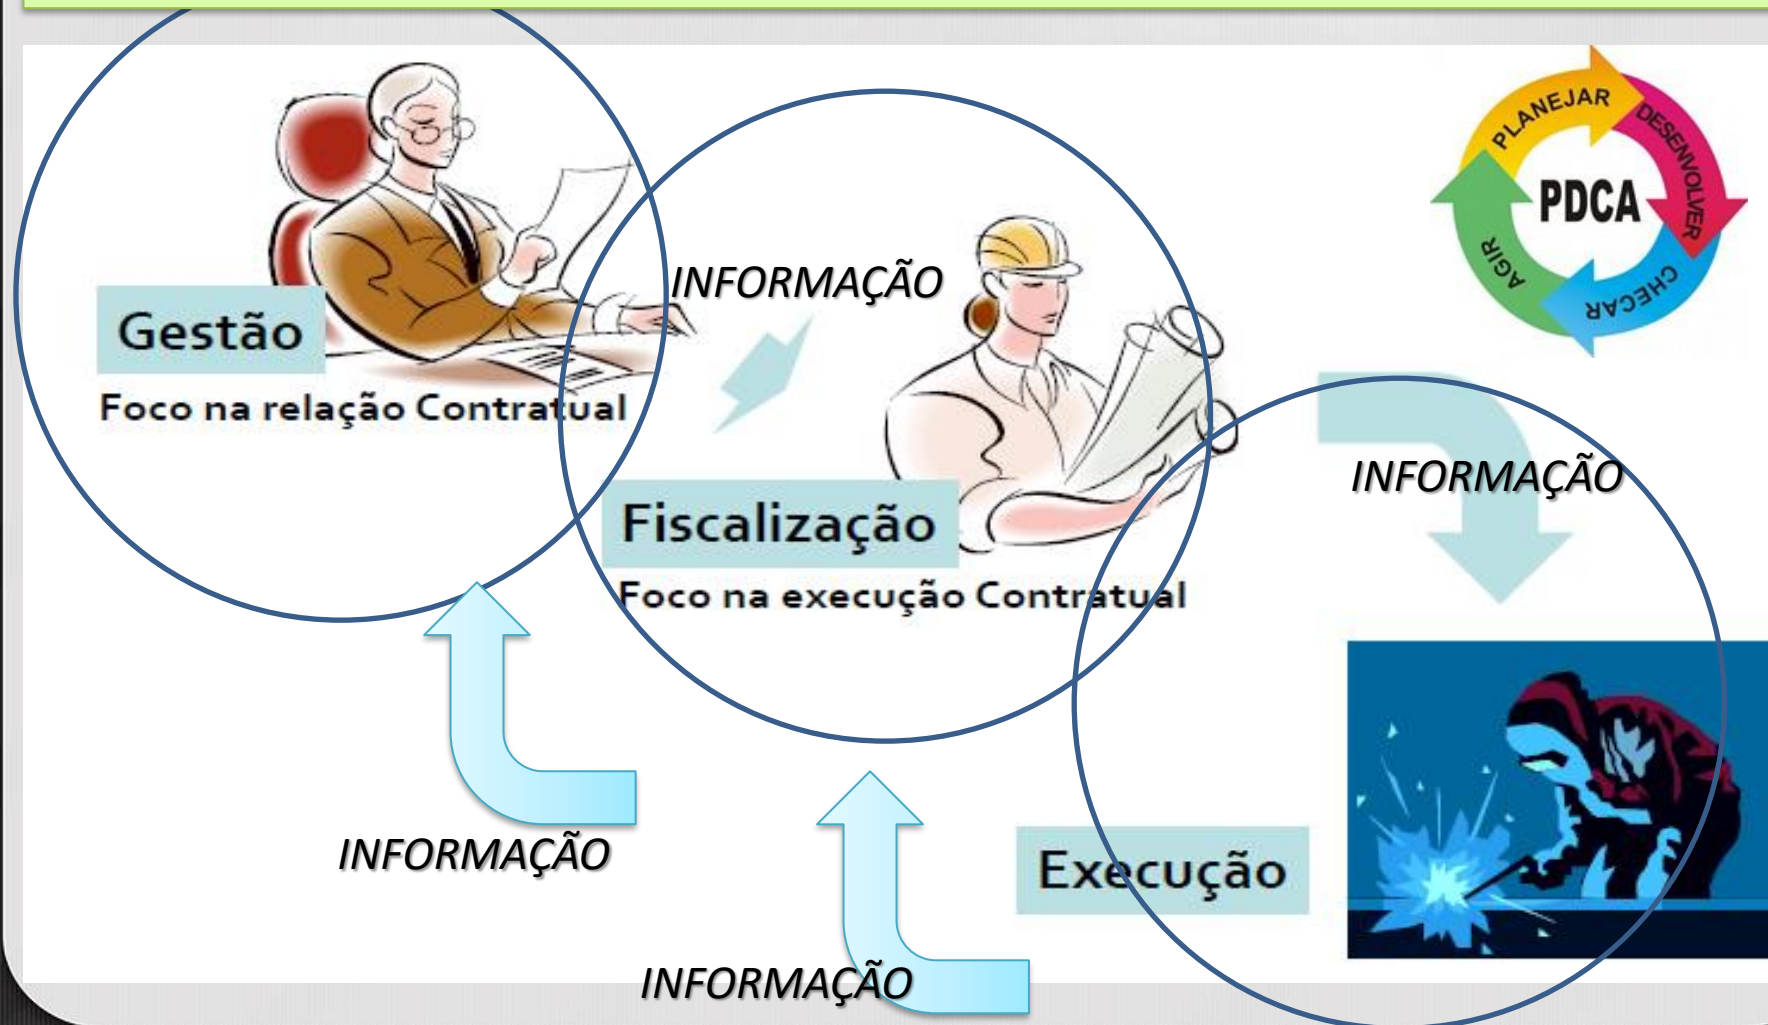 PLANEJAR
DESENVOLVER
PDCA
AGIR
CHECAR
INFORMAÇÃO
Gestão
Foco na relação Contratual
INFORMAÇÃO
Fiscalização
Foco na execução Contratual
INFORMAÇÃO
Execução
INFORMAÇÃO